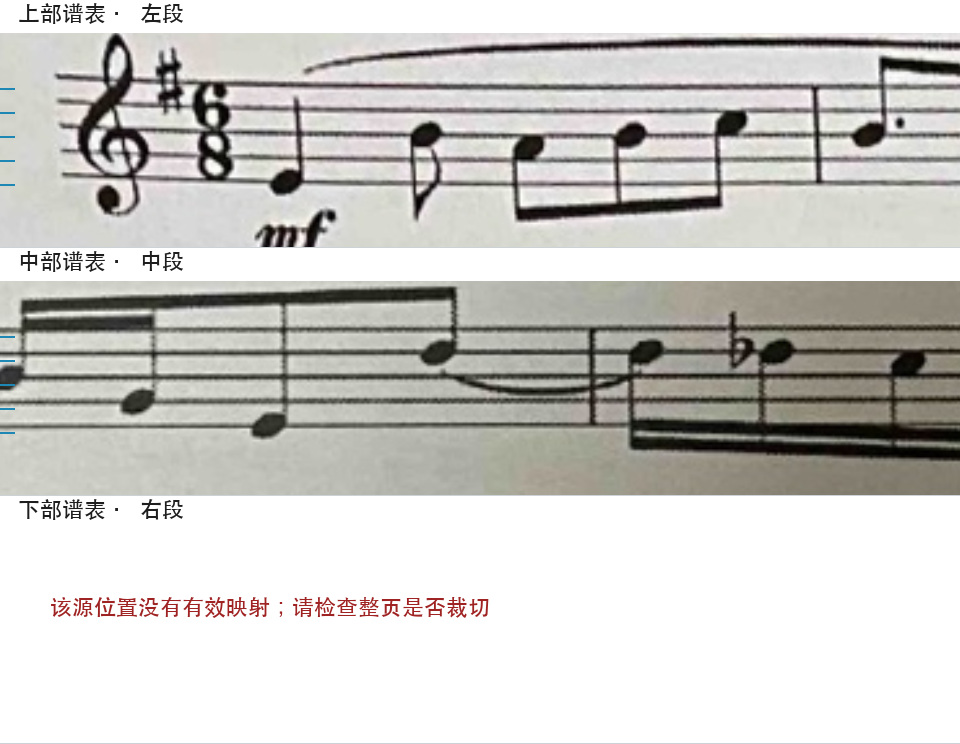 上部谱表 · 左段
6
8
mf
中部谱表 · 中段
下部谱表 · 右段
该源位置没有有效映射；请检查整页是否裁切